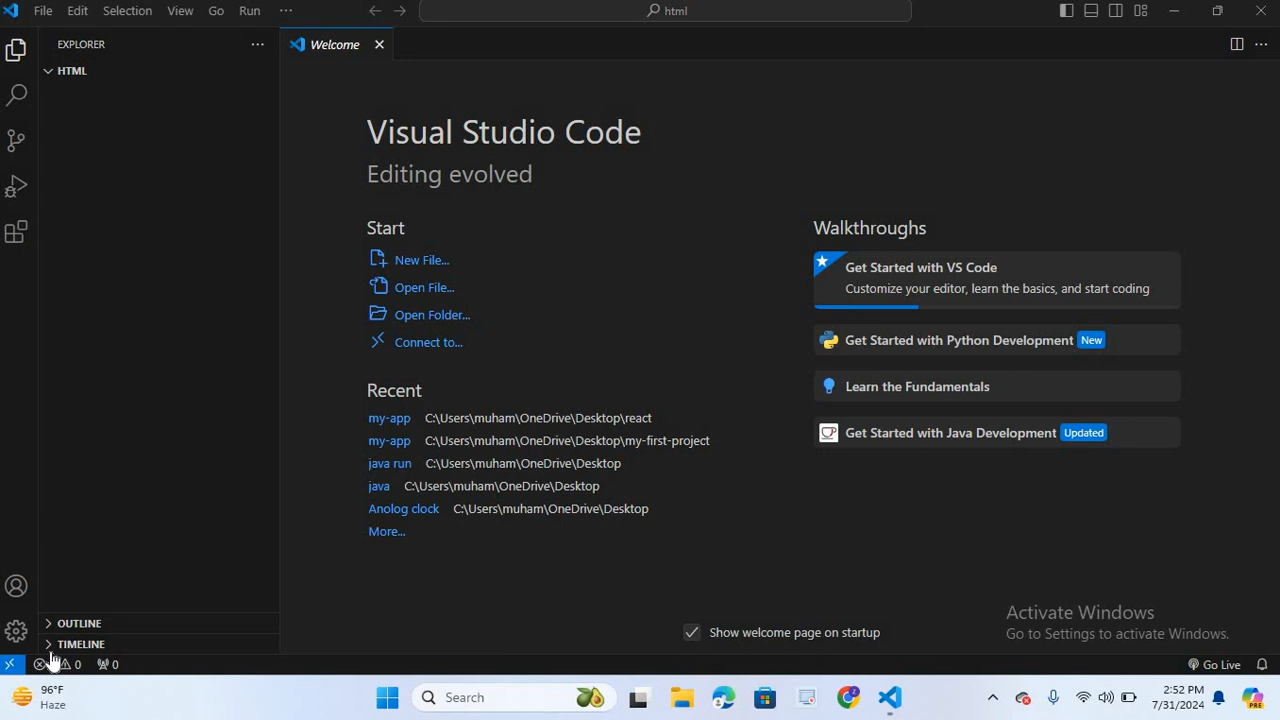 File Edit Selection View Go Run ··· html
EXPLORER ···
Welcome
HTML
Visual Studio Code
Editing evolved
Start
New File...
Open File...
Open Folder...
Connect to...
Recent
my-app C:\Users\muham\OneDrive\Desktop\react
my-app C:\Users\muham\OneDrive\Desktop\my-first-project
java run C:\Users\muham\OneDrive\Desktop
java C:\Users\muham\OneDrive\Desktop
Anolog clock C:\Users\muham\OneDrive\Desktop
More...
Walkthroughs
Get Started with VS Code
Customize your editor, learn the basics, and start coding
Get Started with Python Development New
Learn the Fundamentals
Get Started with Java Development Updated
Show welcome page on startup
Activate Windows
Go to Settings to activate Windows.
OUTLINE
TIMELINE
0 0
Go Live
96°F
Haze
Search
2:52 PM
7/31/2024
PRE